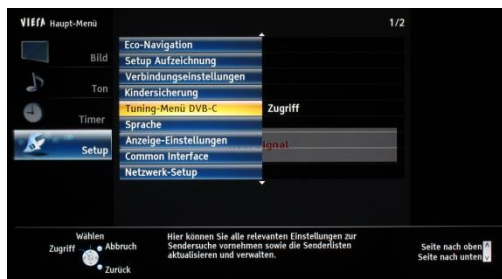 VIERA Haupt-Menü 1/2
Bild
Ton
Timer
Setup
Eco-Navigation
Setup Aufzeichnung
Verbindungseinstellungen
Kindersicherung
Tuning-Menü DVB-C Zugriff
Sprache
Anzeige-Einstellungen
Common Interface
Netzwerk-Setup
Wählen
Zugriff
Abbruch
Zurück
Hier können Sie alle relevanten Einstellungen zur
Sendersuche vornehmen sowie die Senderlisten
aktualisieren und verwalten.
Seite nach oben
Seite nach unten